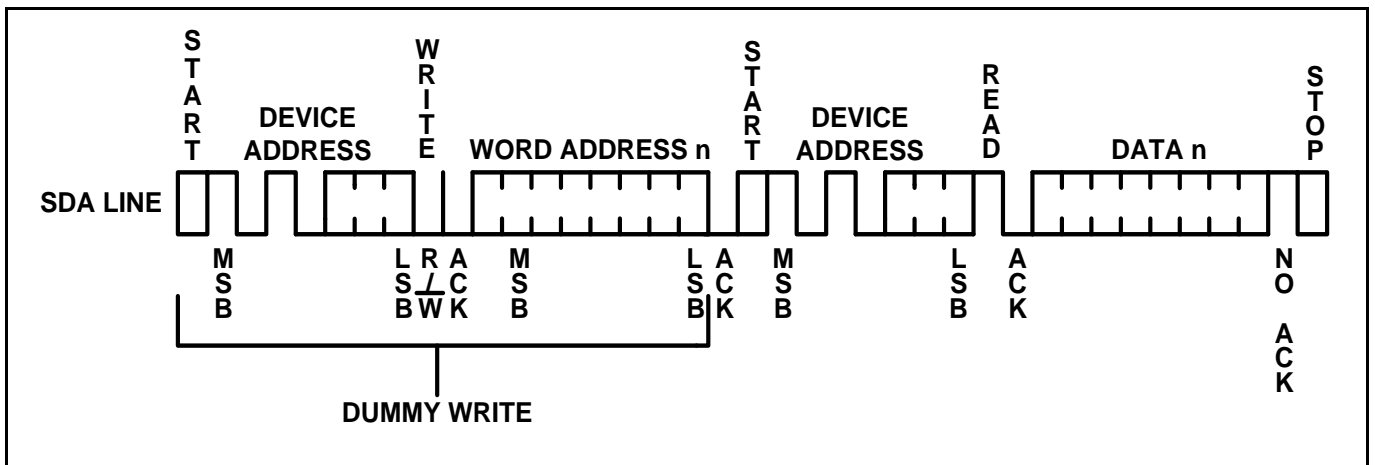 START
DEVICE
ADDRESS
WRITE
WORD ADDRESS n
START
DEVICE
ADDRESS
READ
DATA n
STOP
SDA LINE
MSB
LSB
R/W
ACK
MSB
LSB
ACK
MSB
LSB
ACK
NO ACK
DUMMY WRITE